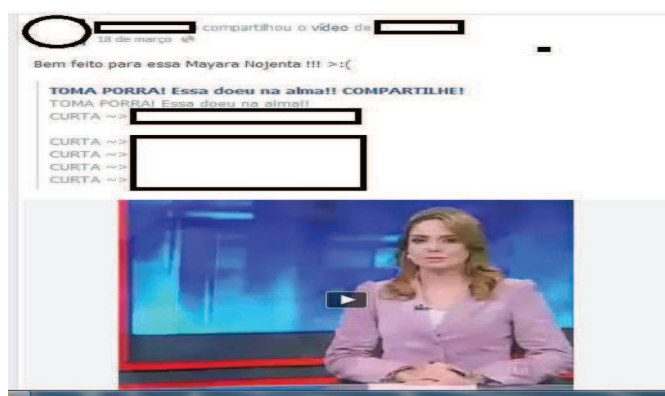 compartilhou o vídeo de
18 de março
Bem feito para essa Mayara Nojenta !!! >:(
TOMA PORRA! Essa doeu na alma!! COMPARTILHE!
TOMA PORRA! Essa doeu na alma!!
CURTA ~>
CURTA ~>
CURTA ~>
CURTA ~>
CURTA ~>